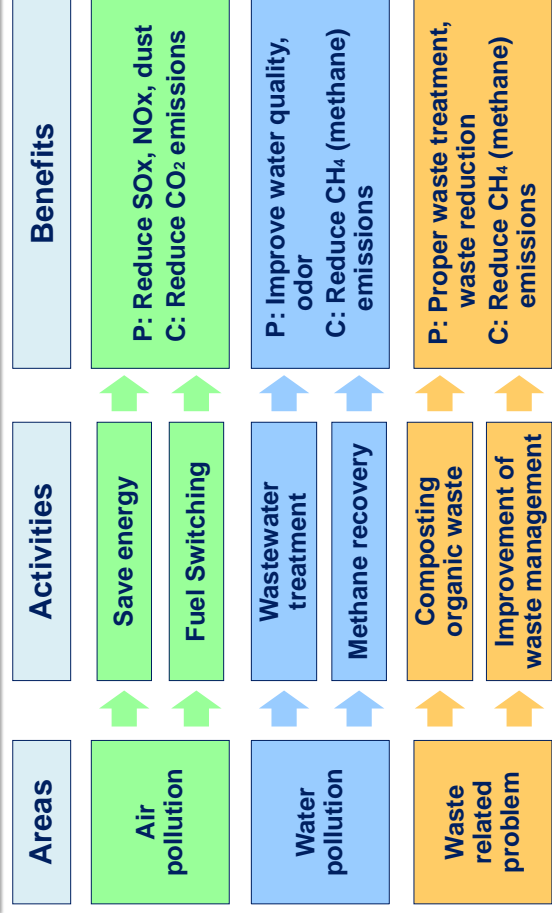 Areas
Activities
Benefits
Air
pollution
Save energy
Fuel Switching
P: Reduce SOx, NOx, dust
C: Reduce CO₂ emissions
Water
pollution
Wastewater
treatment
Methane recovery
P: Improve water quality,
odor
C: Reduce CH₄ (methane)
emissions
Waste
related
problem
Composting
organic waste
Improvement of
waste management
P: Proper waste treatment,
waste reduction
C: Reduce CH₄ (methane)
emissions